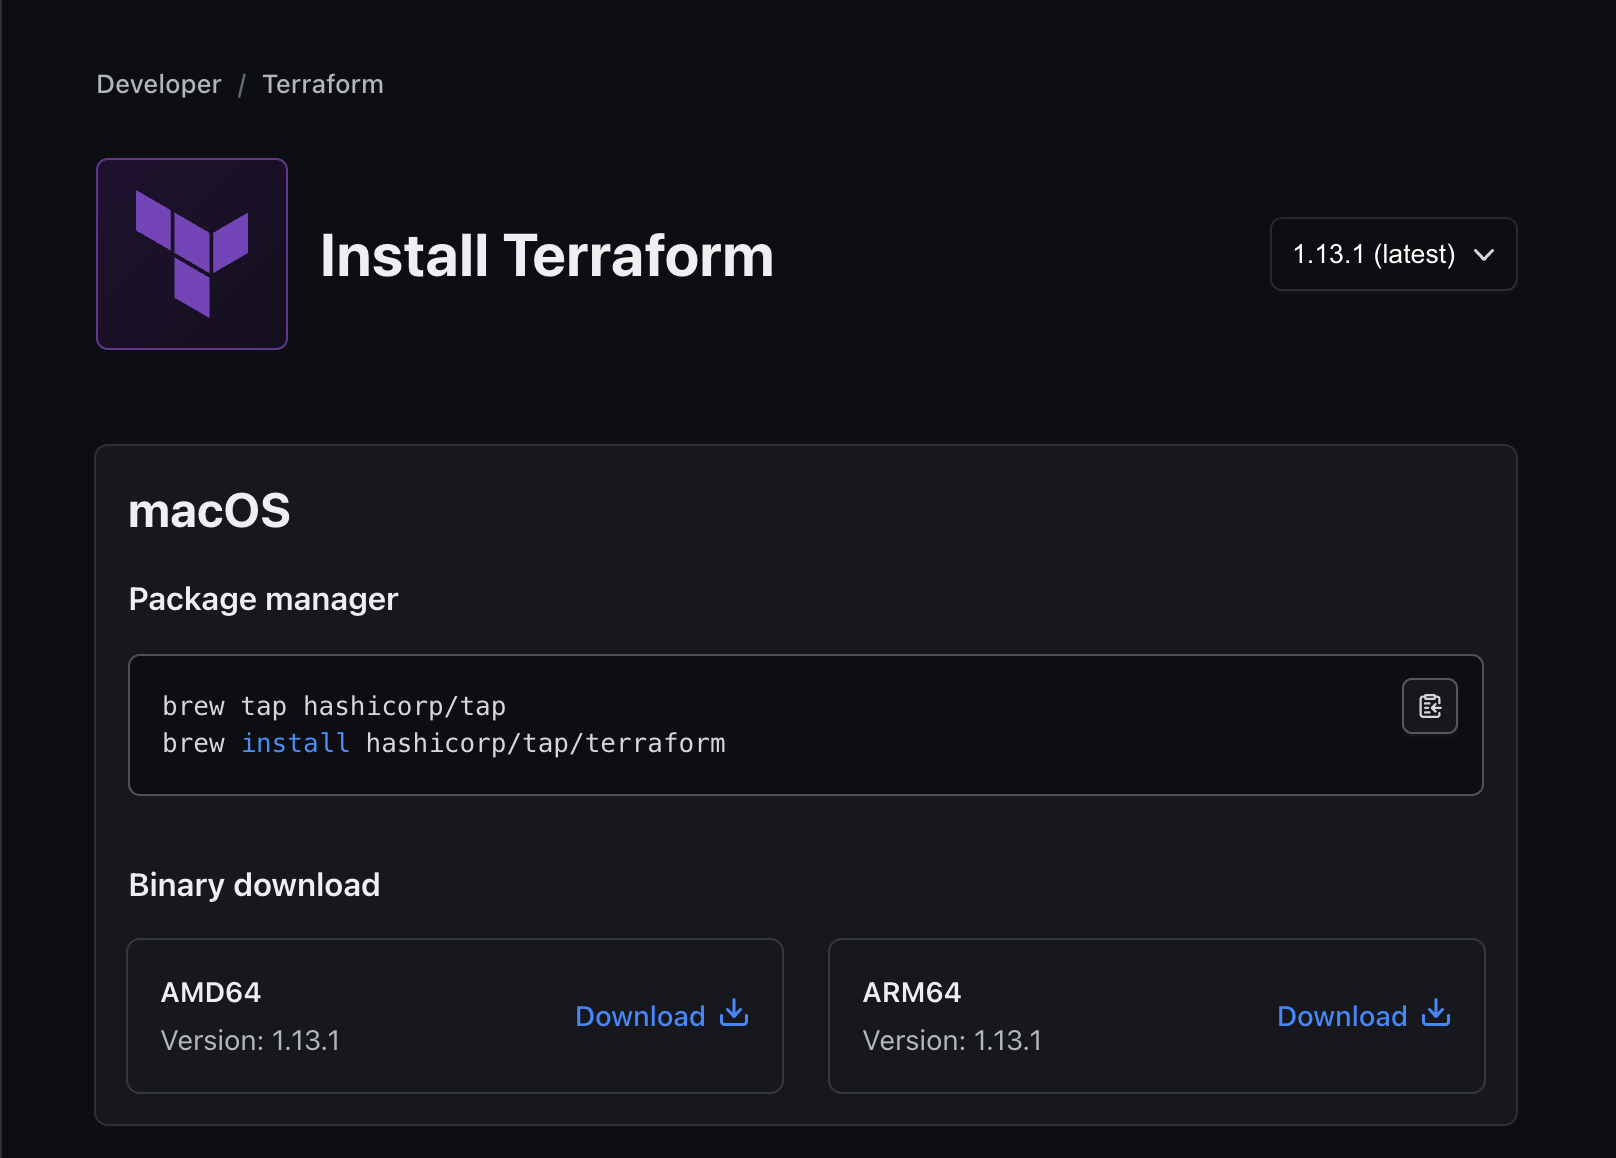 Developer / Terraform
Install Terraform
1.13.1 (latest)
macOS
Package manager
brew tap hashicorp/tap
brew install hashicorp/tap/terraform
Binary download
AMD64
Version: 1.13.1
Download
ARM64
Version: 1.13.1
Download